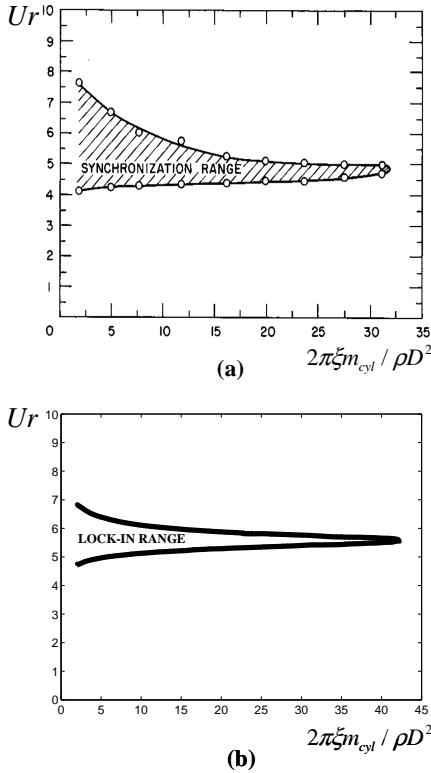 Ur
10
9
8
7
6
5
4
3
2
1
SYNCHRONIZATION RANGE
0 5 10 15 20 25 30 35
2πξm_cyl / ρD²
(a)
Ur
10
9
8
7
6
5
4
3
2
1
0
LOCK-IN RANGE
0 5 10 15 20 25 30 35 40 45
2πξm_cyl / ρD²
(b)